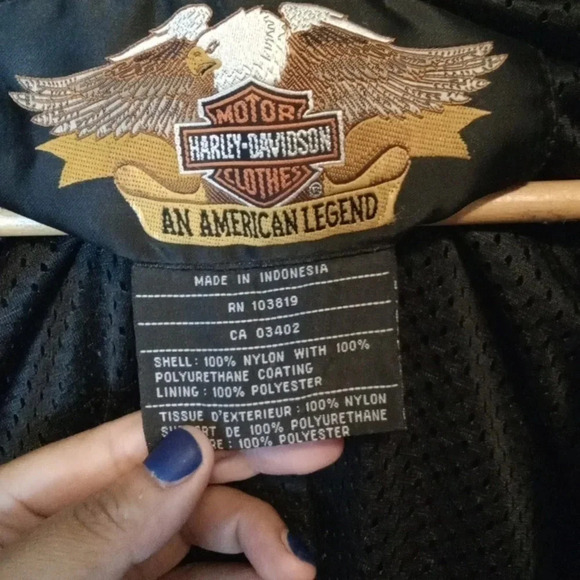 MOTOR
HARLEY-DAVIDSON
CLOTHES
AN AMERICAN LEGEND
MADE IN INDONESIA
RN 103819
CA 03402
SHELL: 100% NYLON WITH 100%
POLYURETHANE COATING
LINING: 100% POLYESTER
TISSUE D'EXTERIEUR: 100% NYLON
DE 100% POLYURETHANE
100% POLYESTER